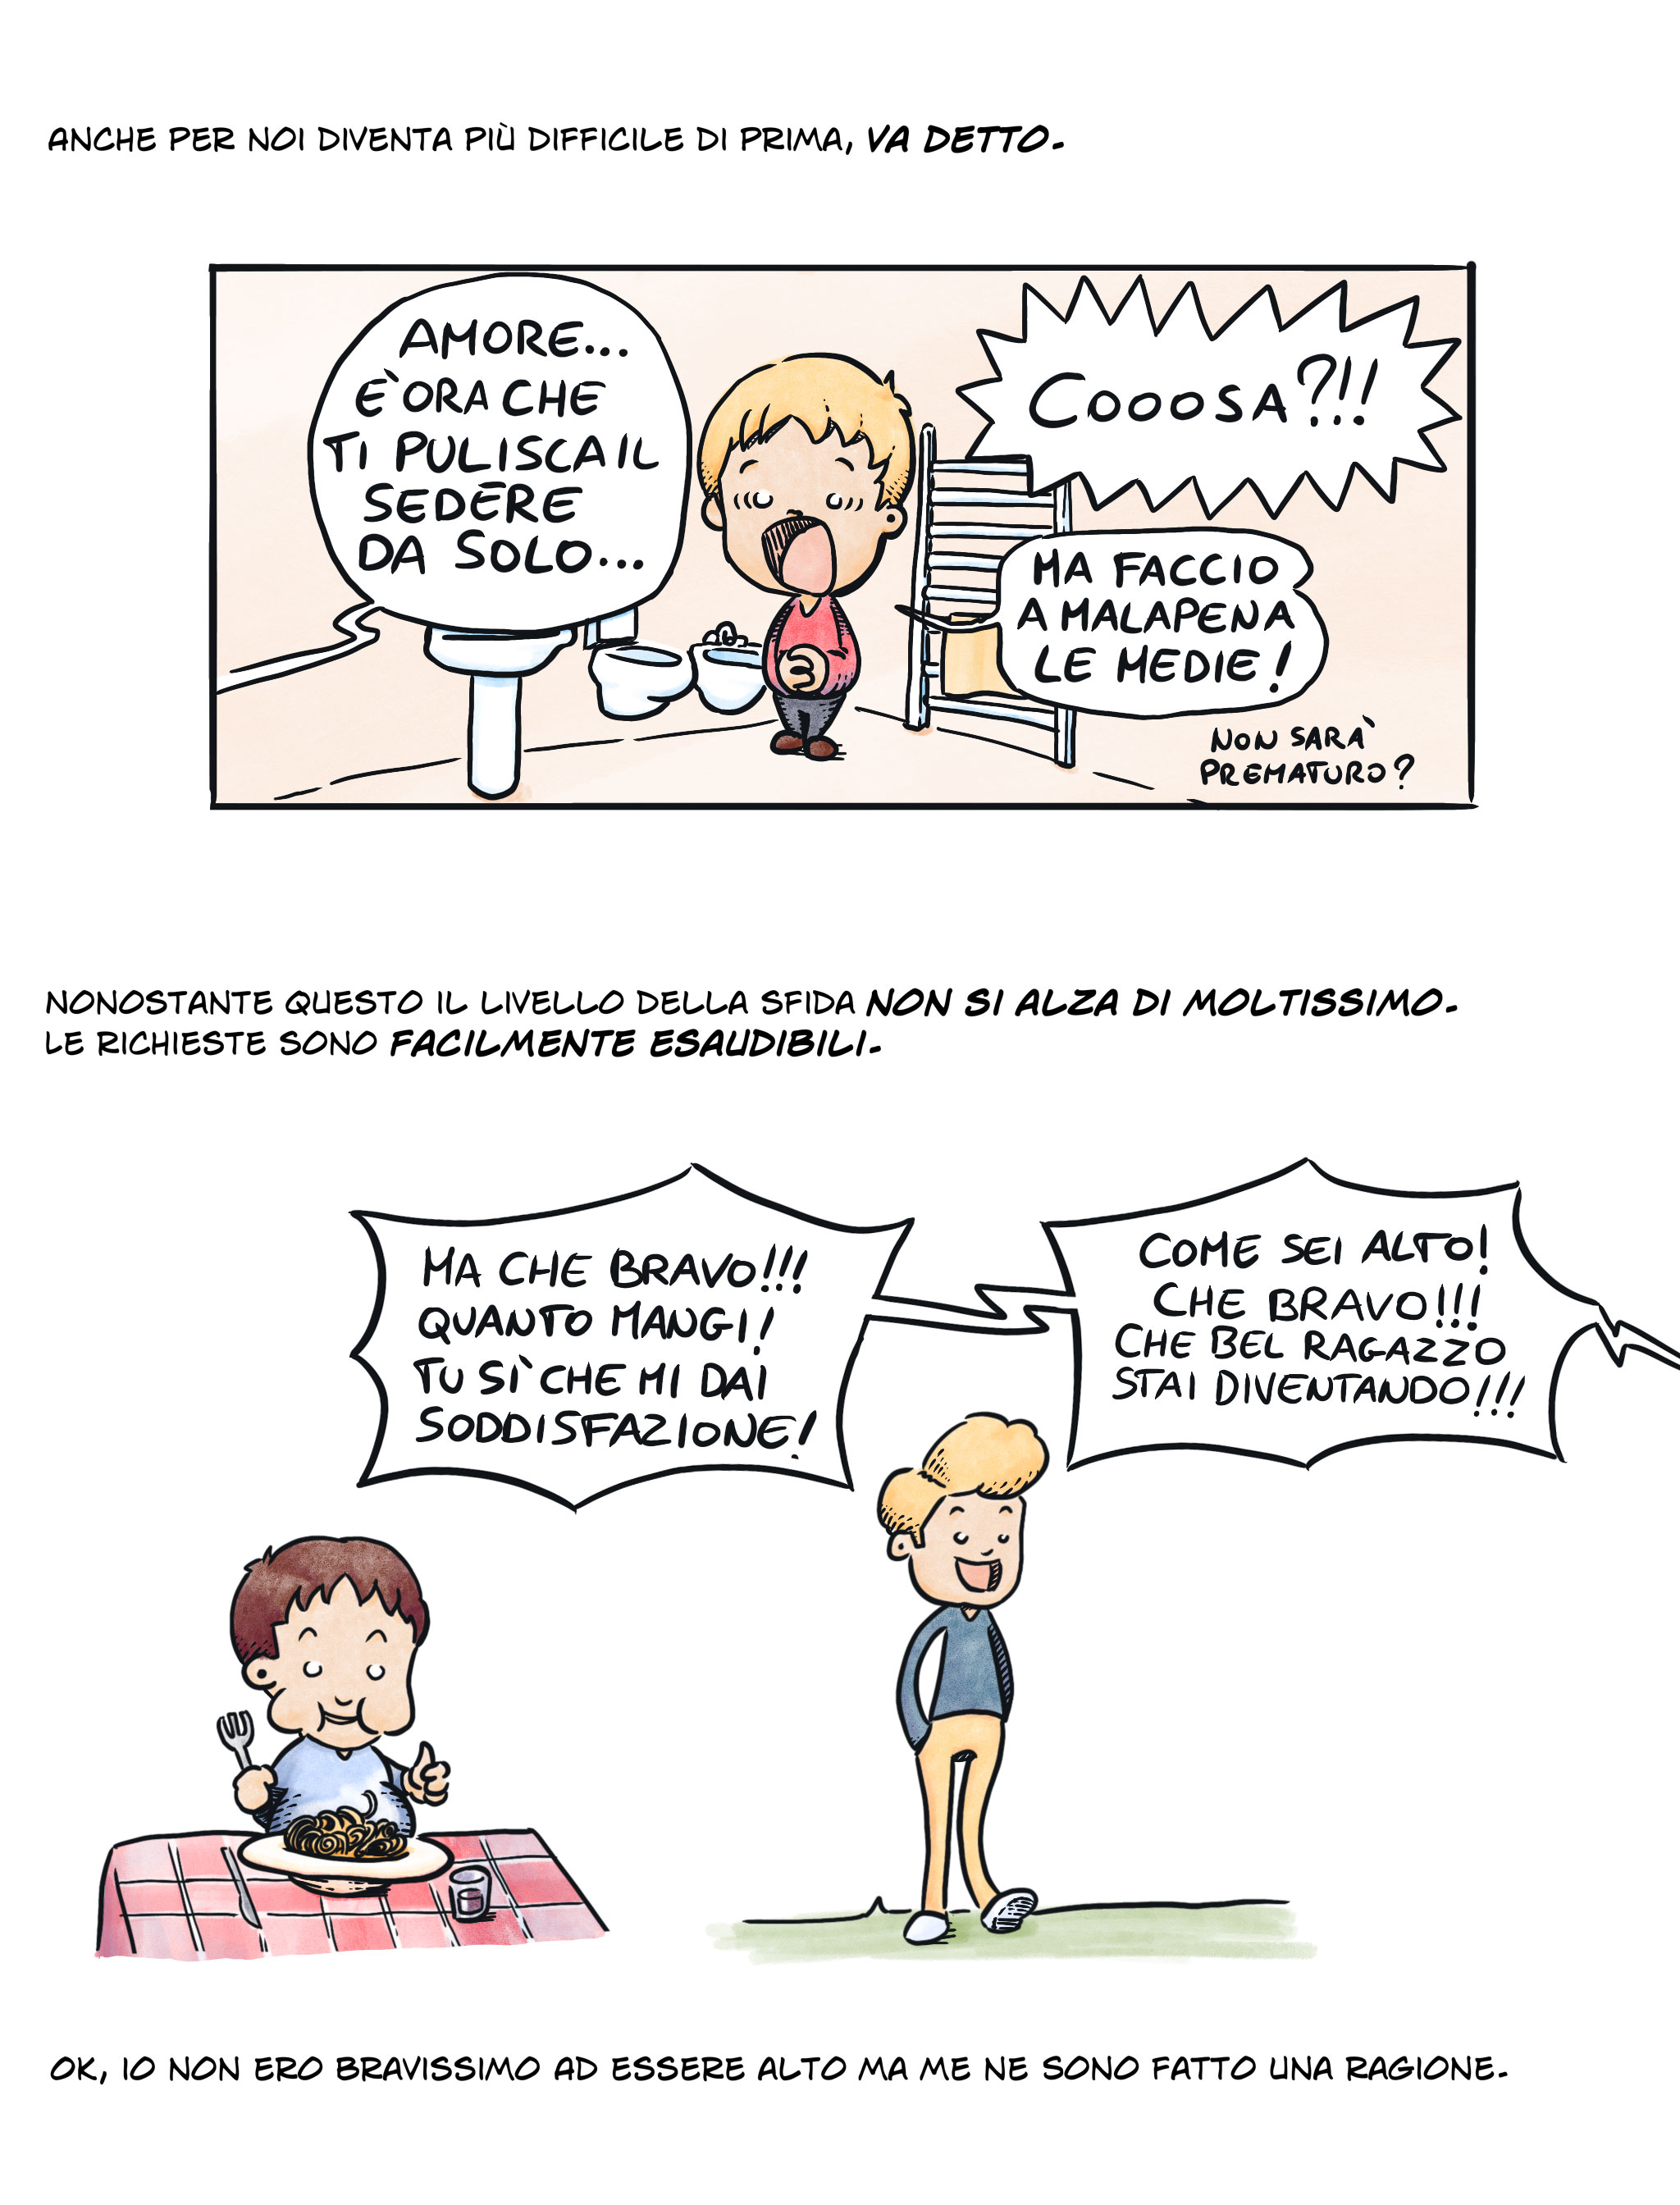 ANCHE PER NOI DIVENTA PIÙ DIFFICILE DI PRIMA, VA DETTO.
AMORE...
E' ORA CHE
TI PULISCA IL
SEDERE
DA SOLO...
COOOSA?!!
MA FACCIO
A MALAPENA
LE MEDIE!
NON SARÀ
PREMATURO?
NONOSTANTE QUESTO IL LIVELLO DELLA SFIDA NON SI ALZA DI MOLTISSIMO.
LE RICHIESTE SONO FACILMENTE ESAUDIBILI.
MA CHE BRAVO!!!
QUANTO MANGI!
TU SÌ CHE MI DAI
SODDISFAZIONE!
COME SEI ALTO!
CHE BRAVO!!!
CHE BEL RAGAZZO
STAI DIVENTANDO!!!
OK, IO NON ERO BRAVISSIMO AD ESSERE ALTO MA ME NE SONO FATTO UNA RAGIONE.